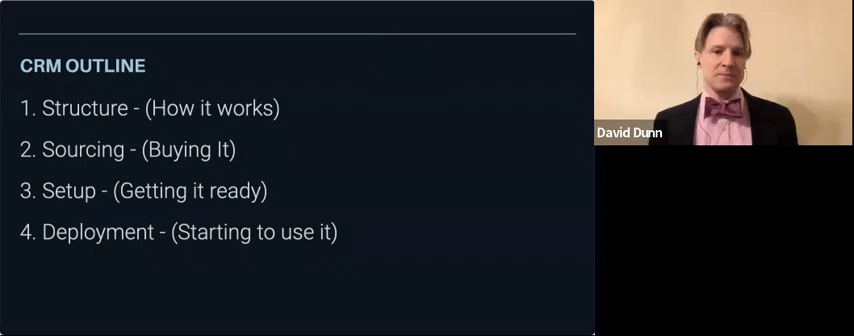 CRM OUTLINE
1. Structure - (How it works)
2. Sourcing - (Buying It)
3. Setup - (Getting it ready)
4. Deployment - (Starting to use it)
David Dunn